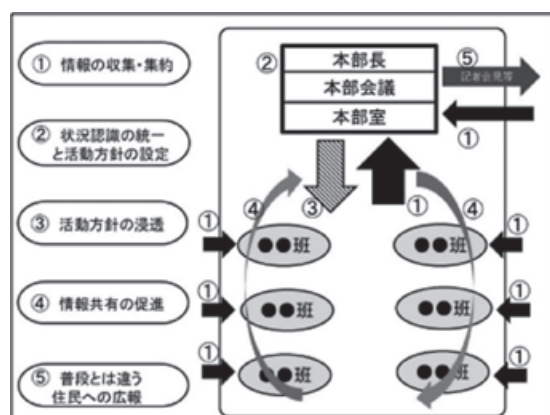 ① 情報の収集・集約
② 状況認識の統一
と活動方針の設定
③ 活動方針の浸透
④ 情報共有の促進
⑤ 普段とは違う
住民への広報
②
本部長
本部会議
本部室
⑤
記者会見等
①
④
③
①
④
①
●●班
●●班
①
①
●●班
●●班
①
①
●●班
●●班
①